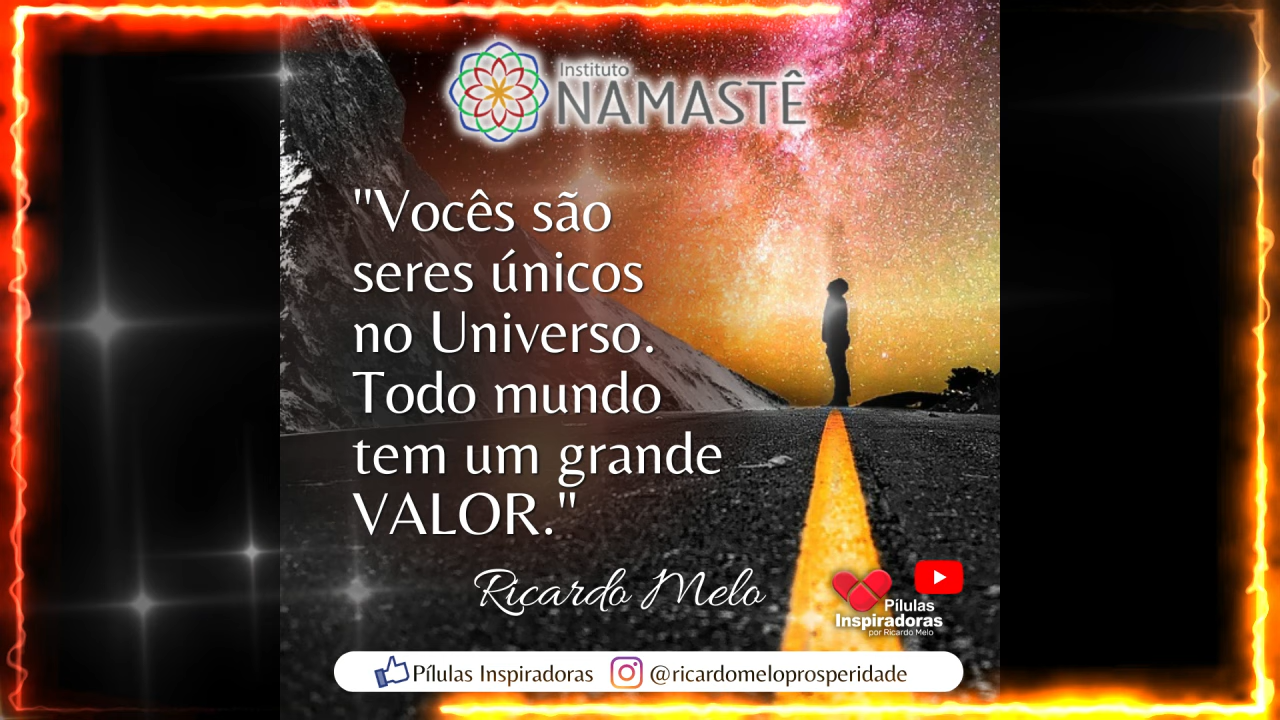 Instituto
NAMASTÊ
"Vocês são
seres únicos
no Universo.
Todo mundo
tem um grande
VALOR."
Ricardo Melo
Pílulas
Inspiradoras
por Ricardo Melo
Pílulas Inspiradoras @ricardomeloprosperidade